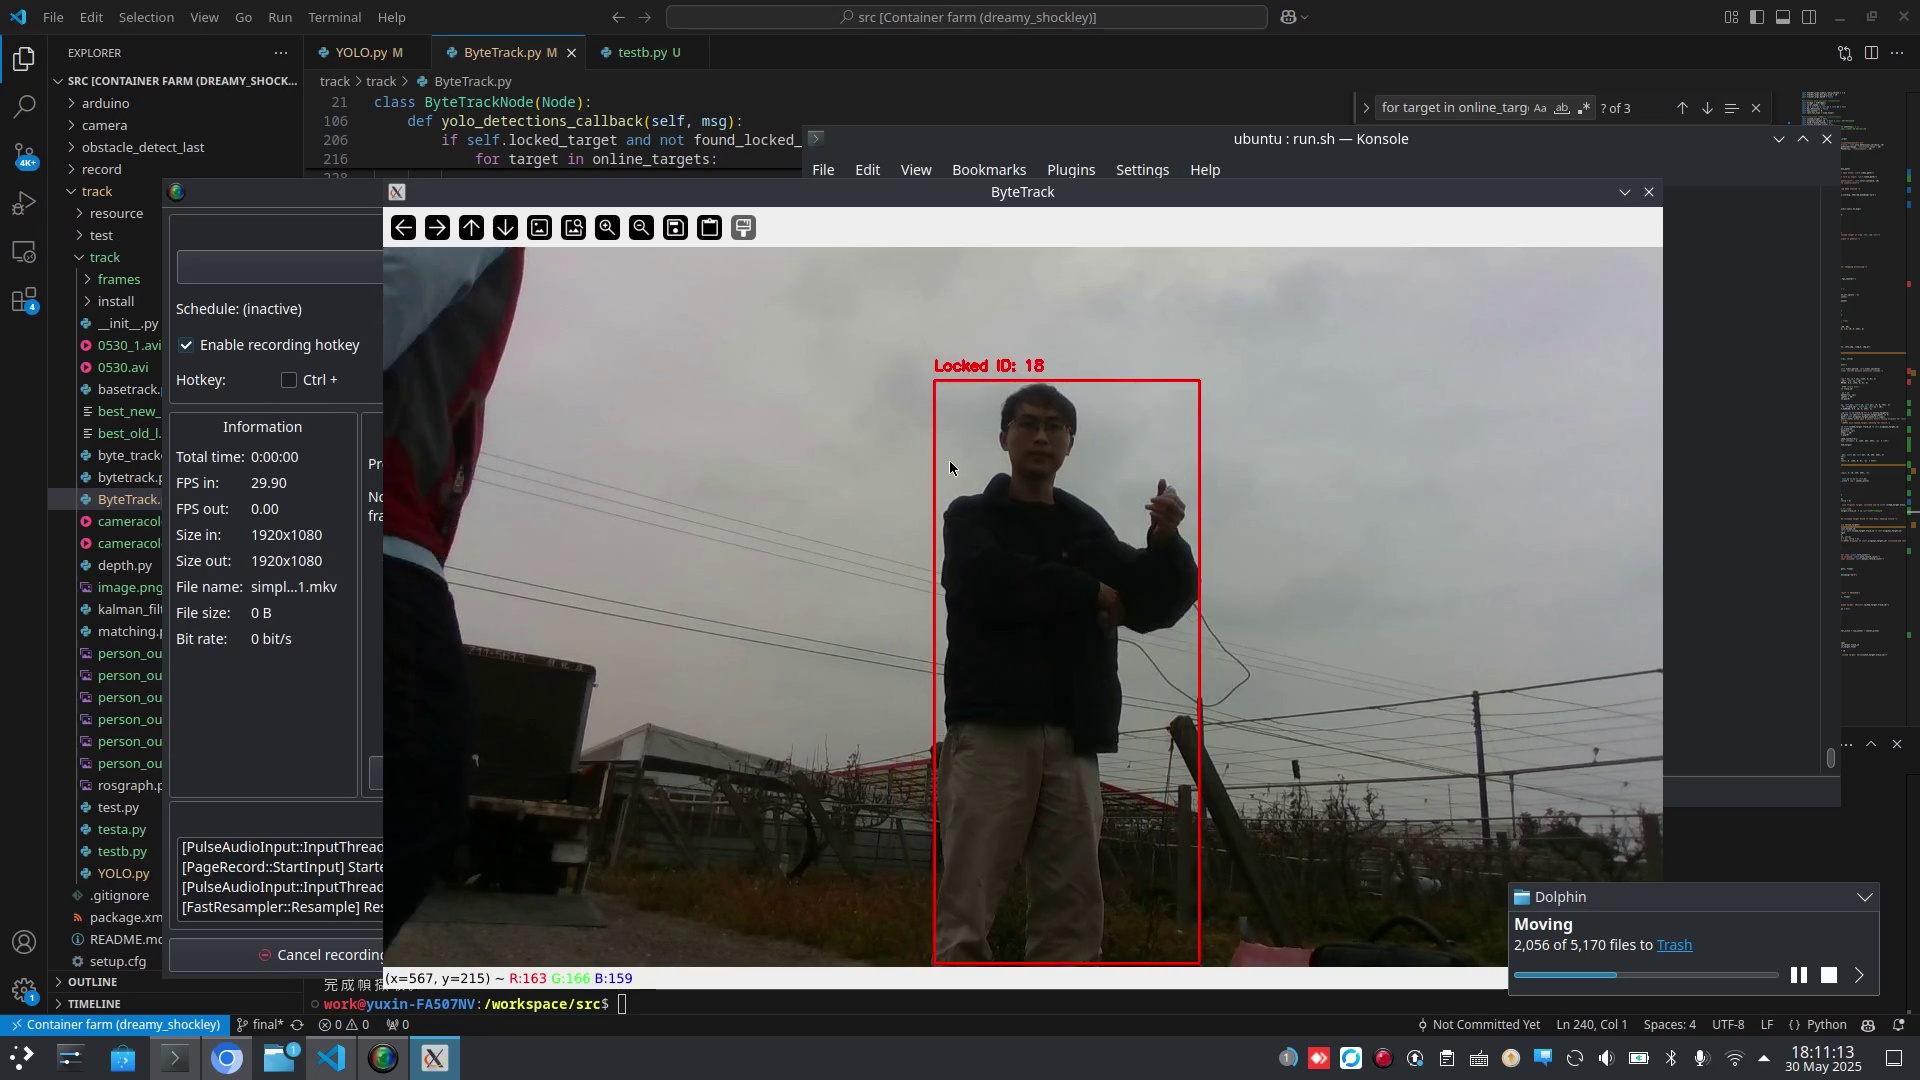 File Edit Selection View Go Run Terminal Help
src [Container farm (dreamy_shockley)]
EXPLORER
SRC [CONTAINER FARM (DREAMY_SHOCK...
arduino
camera
obstacle_detect_last
record
track
resource
test
track
frames
install
__init__.py
0530_1.avi
0530.avi
basetrack.
best_new_
best_old_l.
byte_track
bytetrack.p
ByteTrack.
cameracol
cameracol
depth.py
image.png
kalman_filt
matching.p
person_ou
person_ou
person_ou
person_ou
person_ou
person_ou
rosgraph.p
test.py
testa.py
testb.py
YOLO.py
.gitignore
package.xm
README.md
setup.cfg
OUTLINE
TIMELINE
YOLO.py M
ByteTrack.py M
testb.py U
track > track > ByteTrack.py
21 class ByteTrackNode(Node):
106 def yolo_detections_callback(self, msg):
206 if self.locked_target and not found_locked_
216 for target in online_targets:
for target in online_targ Aa ab ? of 3
ubuntu : run.sh — Konsole
File Edit View Bookmarks Plugins Settings Help
Schedule: (inactive)
Enable recording hotkey
Hotkey: Ctrl +
Information
Total time: 0:00:00
FPS in: 29.90
FPS out: 0.00
Size in: 1920x1080
Size out: 1920x1080
File name: simpl...1.mkv
File size: 0 B
Bit rate: 0 bit/s
Pr
No
fra
[PulseAudioInput::InputThread
[PageRecord::StartInput] Starte
[PulseAudioInput::InputThread
[FastResampler::Resample] Res
Cancel recording
ByteTrack
Locked ID: 18
(x=567, y=215) ~ R:163 G:166 B:159
work@yuxin-FA507NV:/workspace/src$
Dolphin
Moving
2,056 of 5,170 files to Trash
Container farm (dreamy_shockley) final* 0 0 0
Not Committed Yet Ln 240, Col 1 Spaces: 4 UTF-8 LF Python
4K+
4
1
1
1
18:11:13
30 May 2025